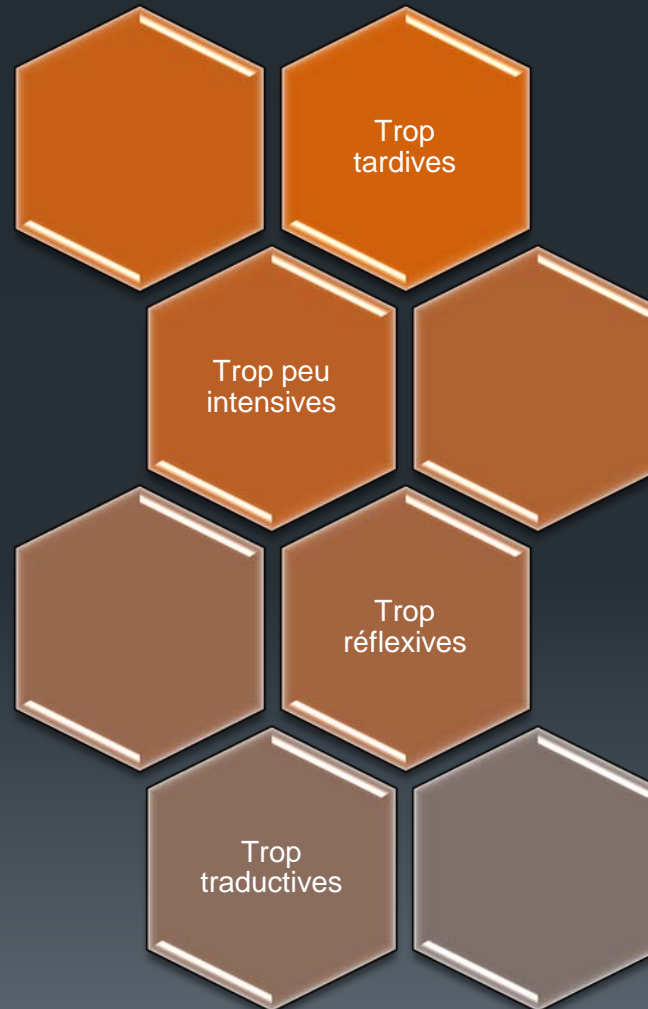 Trop
tardives
Trop peu
intensives
Trop
réflexives
Trop
traductives